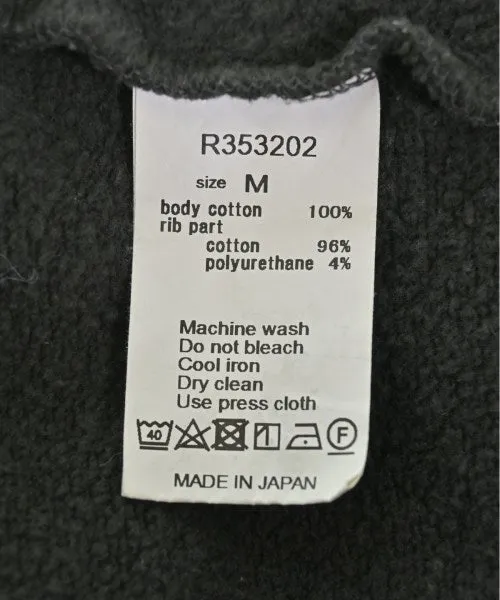 R353202
size M
body cotton 100%
rib part
cotton 96%
polyurethane 4%
Machine wash
Do not bleach
Cool iron
Dry clean
Use press cloth
40 F
MADE IN JAPAN